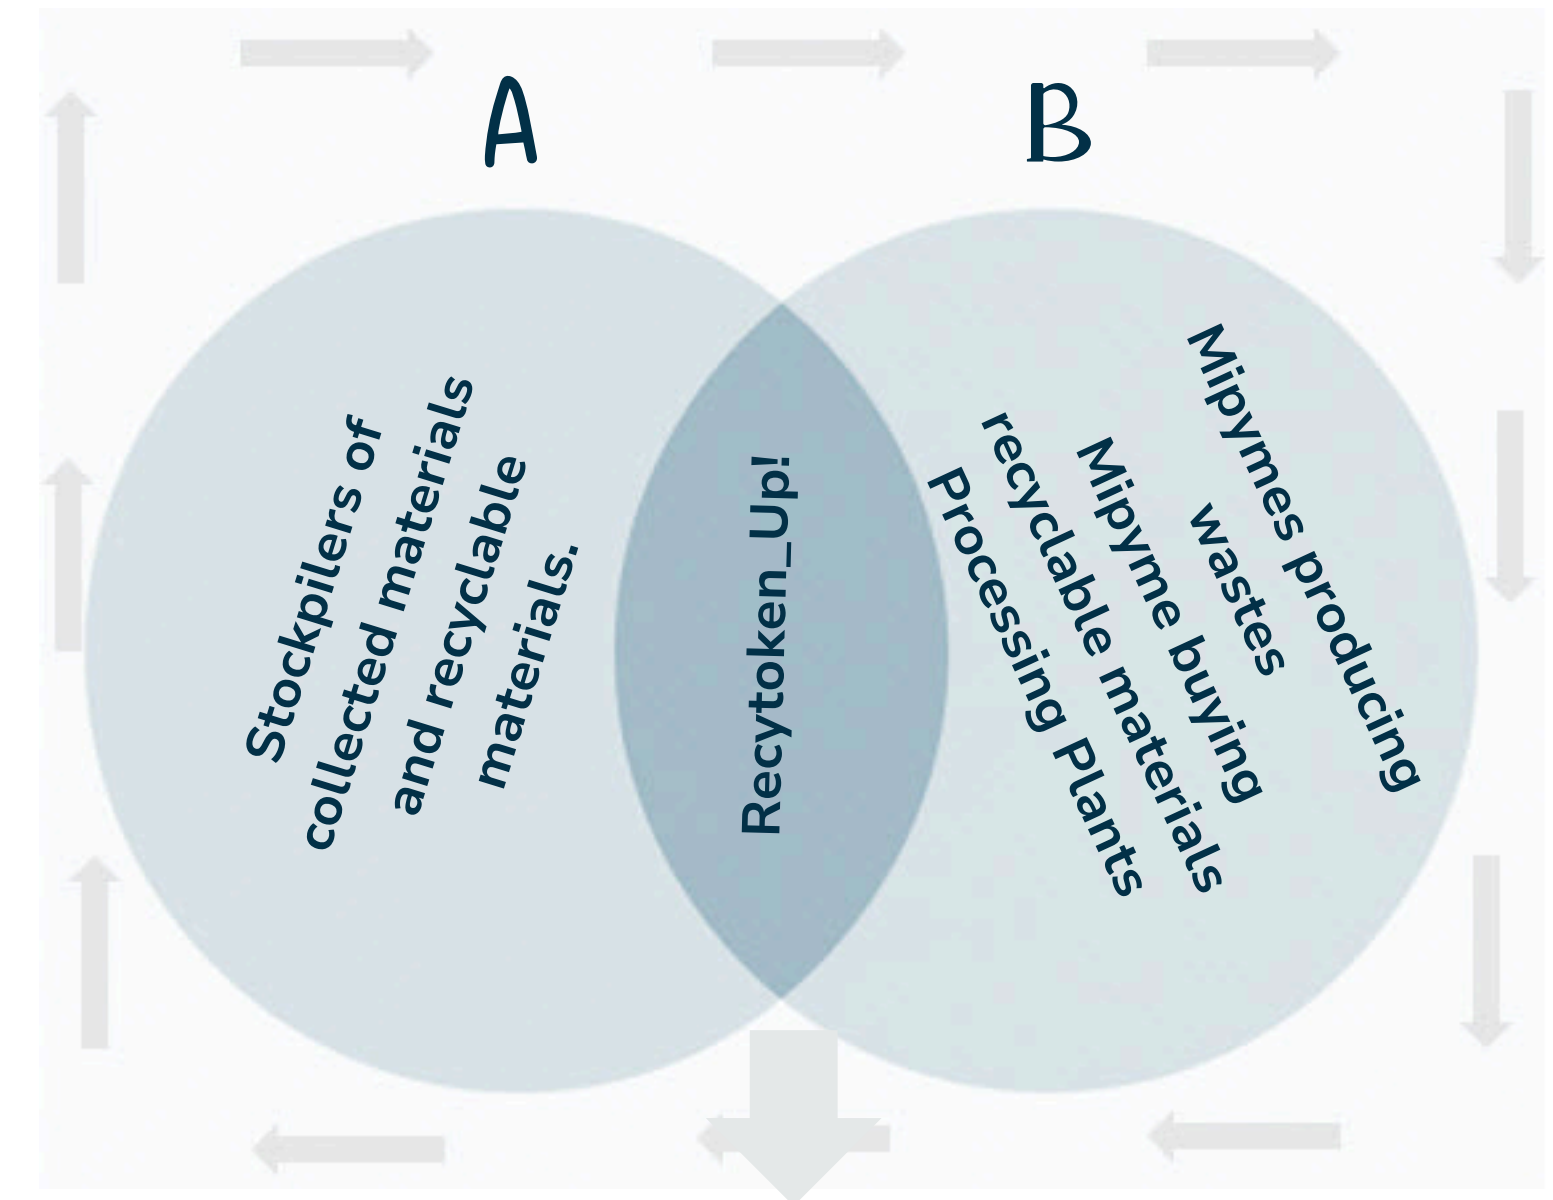 A
B
Stockpilers of
collected materials
and recyclable
materials.
Recytoken_Up!
Mipymes producing
wastes
Mipyme buying
recyclable materials
Processing Plants